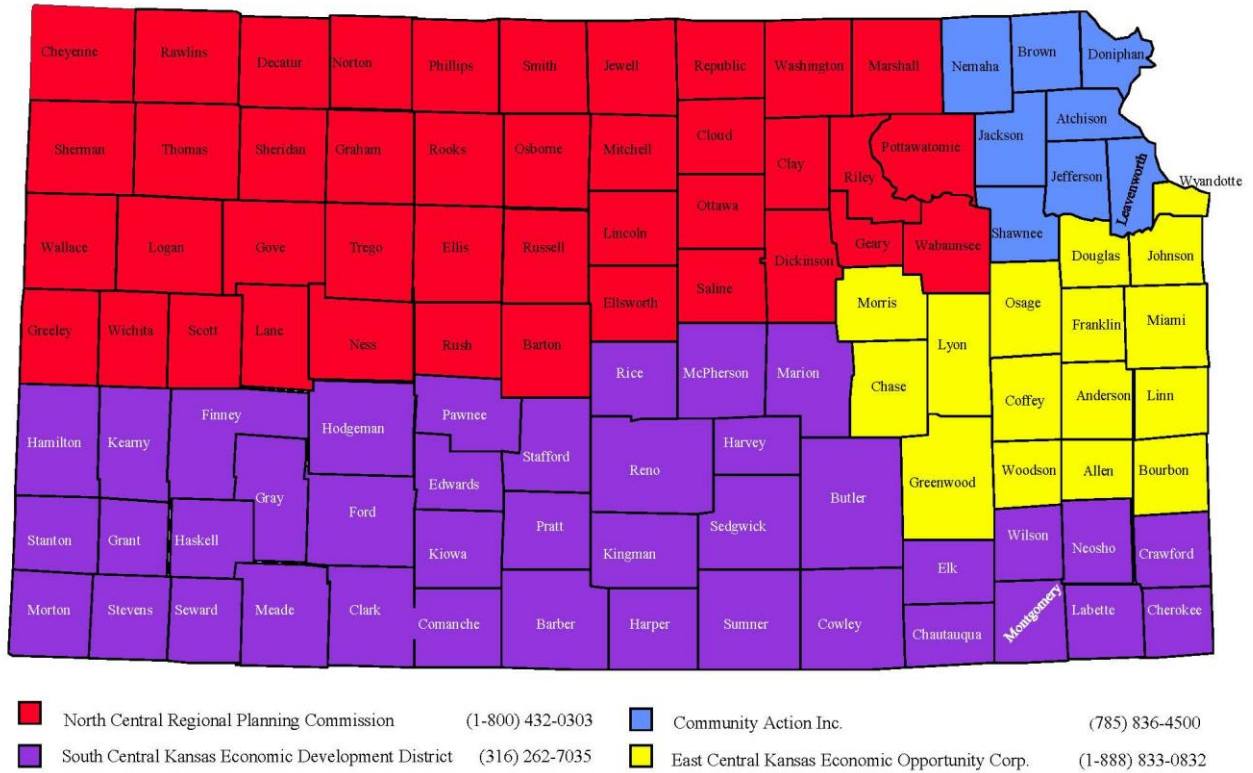 Cheyenne
Rawlins
Decatur
Norton
Phillips
Smith
Jewell
Republic
Washington
Marshall
Nemaha
Brown
Doniphan
Sherman
Thomas
Sheridan
Graham
Rooks
Osborne
Mitchell
Cloud
Clay
Riley
Pottawatomie
Jackson
Atchison
Jefferson
Leavenworth
Wyandotte
Wallace
Logan
Gove
Trego
Ellis
Russell
Lincoln
Ottawa
Dickinson
Geary
Wabaunsee
Shawnee
Douglas
Johnson
Greeley
Wichita
Scott
Lane
Ness
Rush
Barton
Ellsworth
Saline
Morris
Lyon
Osage
Franklin
Miami
Hamilton
Kearny
Finney
Hodgeman
Pawnee
Stafford
Rice
McPherson
Marion
Chase
Coffey
Anderson
Linn
Gray
Ford
Edwards
Reno
Harvey
Butler
Greenwood
Woodson
Allen
Bourbon
Stanton
Grant
Haskell
Kiowa
Pratt
Kingman
Sedgwick
Elk
Wilson
Neosho
Crawford
Morton
Stevens
Seward
Meade
Clark
Comanche
Barber
Harper
Sumner
Cowley
Chautauqua
Montgomery
Labette
Cherokee
North Central Regional Planning Commission (1-800) 432-0303
Community Action Inc. (785) 836-4500
South Central Kansas Economic Development District (316) 262-7035
East Central Kansas Economic Opportunity Corp. (1-888) 833-0832